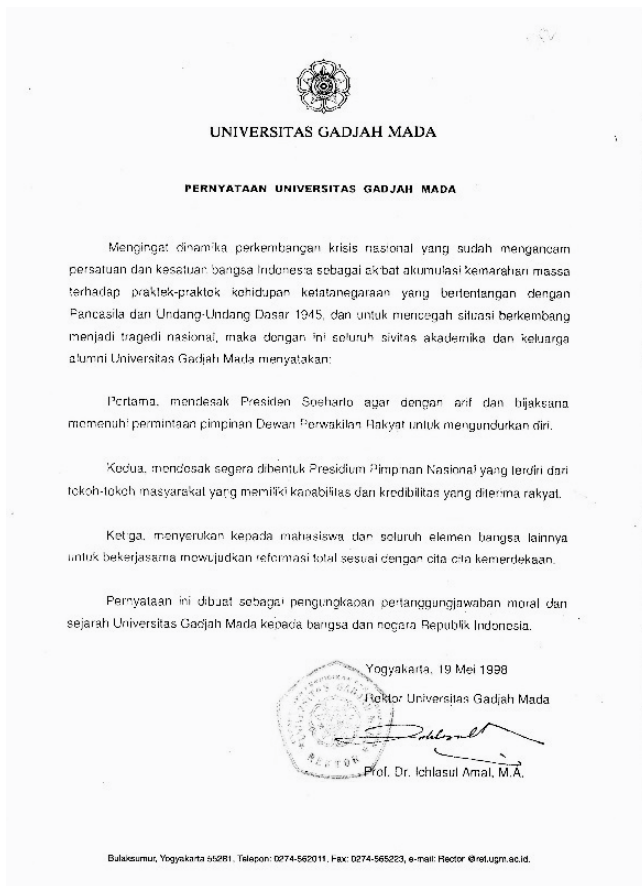 UNIVERSITAS GADJAH MADA
PERNYATAAN UNIVERSITAS GADJAH MADA
Mengingat dinamika perkembangan krisis nasional yang sudah mengancam
persatuan dan kesatuan bangsa Indonesia sebagai akibat akumulasi kemarahan massa
terhadap praktek-praktek kehidupan ketatanegaraan yang bertentangan dengan
Pancasila dan Undang-Undang Dasar 1945, dan untuk mencegah situasi berkembang
menjadi tragedi nasional, maka dengan ini seluruh sivitas akademika dan keluarga
alumni Universitas Gadjah Mada menyatakan:
Pertama, mendesak Presiden Soeharto agar dengan arif dan bijaksana
memenuhi permintaan pimpinan Dewan Perwakilan Rakyat untuk mengundurkan diri.
Kedua, mendesak segera dibentuk Presidium Pimpinan Nasional yang terdiri dari
tokoh-tokoh masyarakat yang memiliki kapabilitas dan kredibilitas yang diterima rakyat.
Ketiga, menyerukan kepada mahasiswa dan seluruh elemen bangsa lainnya
untuk bekerjasama mewujudkan reformasi total sesuai dengan cita cita kemerdekaan.
Pernyataan ini dibuat sebagai pengungkapan pertanggungjawaban moral dan
sejarah Universitas Gadjah Mada kepada bangsa dan negara Republik Indonesia.
Yogyakarta, 19 Mei 1998
Rektor Universitas Gadjah Mada
REKTOR
Prof. Dr. Ichlasul Amal, M.A.
Bulaksumur, Yogyakarta 55281, Telepon: 0274-562011, Fax: 0274-565223, e-mail: Rector @ret.ugm.ac.id.